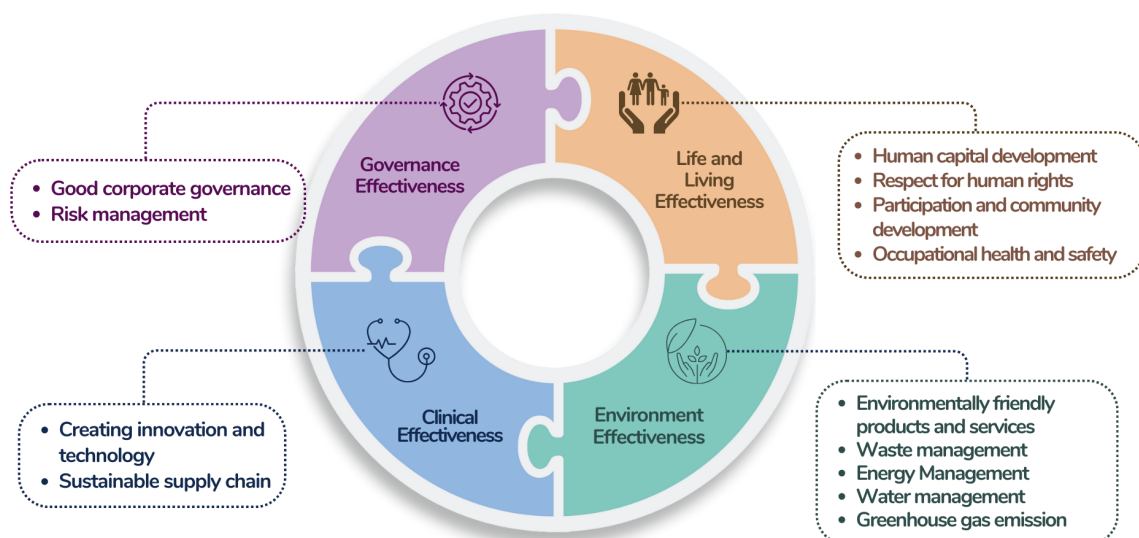 Governance
Effectiveness
• Good corporate governance
• Risk management
Life and
Living
Effectiveness
• Human capital development
• Respect for human rights
• Participation and community
development
• Occupational health and safety
Clinical
Effectiveness
• Creating innovation and
technology
• Sustainable supply chain
Environment
Effectiveness
• Environmentally friendly
products and services
• Waste management
• Energy Management
• Water management
• Greenhouse gas emission